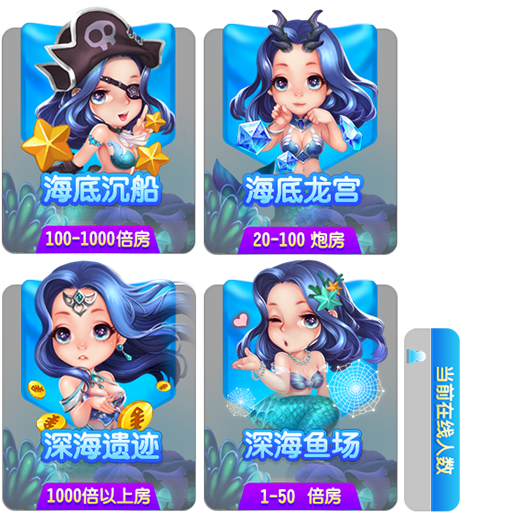 海底沉船
100-1000倍房
海底龙宫
20-100 炮房
深海遗迹
1000倍以上房
深海鱼场
1-50 倍房
当前在线人数